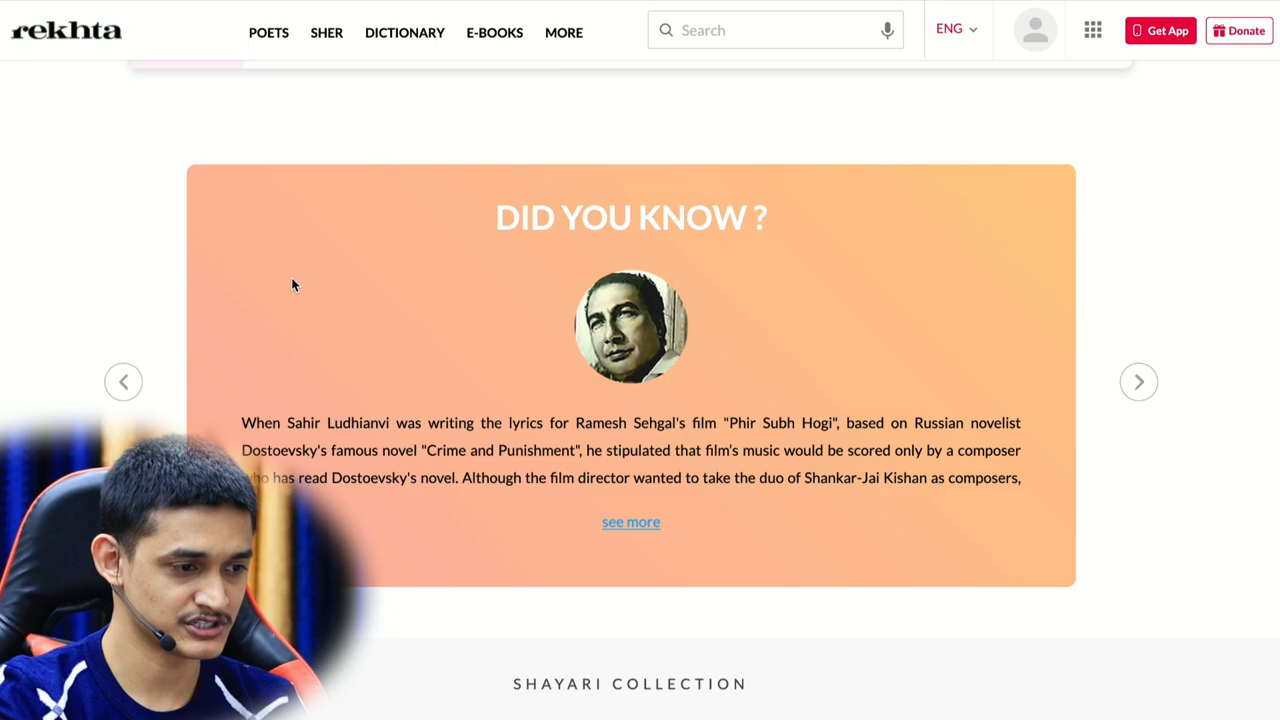 rekhta
POETS SHER DICTIONARY E-BOOKS MORE
Search
ENG
Get App
Donate
DID YOU KNOW ?
When Sahir Ludhianvi was writing the lyrics for Ramesh Sehgal's film "Phir Subh Hogi", based on Russian novelist
Dostoevsky's famous novel "Crime and Punishment", he stipulated that film's music would be scored only by a composer
who has read Dostoevsky's novel. Although the film director wanted to take the duo of Shankar-Jai Kishan as composers,
see more
SHAYARI COLLECTION